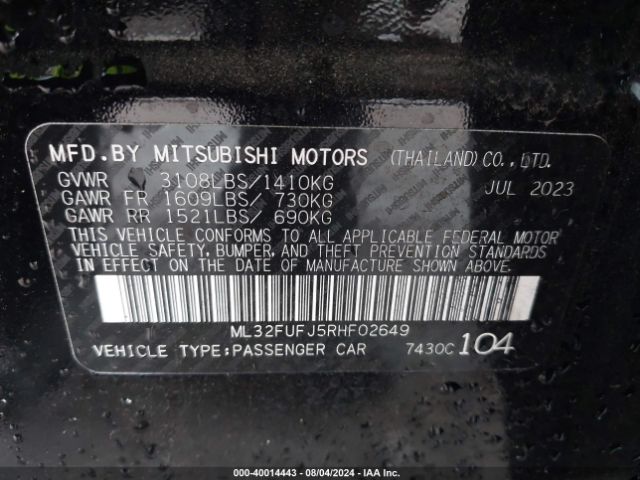 MFD.BY MITSUBISHI MOTORS (THAILAND)CO.,LTD.
GVWR 3108LBS/1410KG JUL 2023
GAWR FR 1609LBS/ 730KG
GAWR RR 1521LBS/ 690KG
THIS VEHICLE CONFORMS TO ALL APPLICABLE FEDERAL MOTOR
VEHICLE SAFETY, BUMPER, AND THEFT PREVENTION STANDARDS
IN EFFECT ON THE DATE OF MANUFACTURE SHOWN ABOVE.
ML32FUFJ5RHF02649
VEHICLE TYPE:PASSENGER CAR 7430C 104
000-40014443 - 08/04/2024 - IAA Inc.